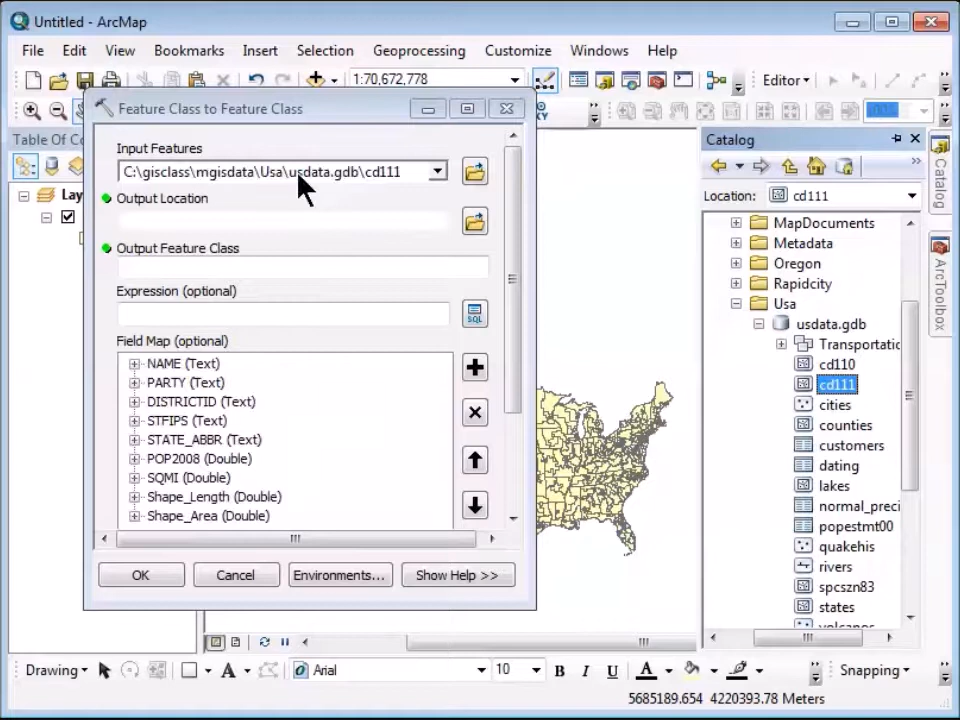 Untitled - ArcMap
File Edit View Bookmarks Insert Selection Geoprocessing Customize Windows Help
1:70,672,778
Editor
Feature Class to Feature Class
100%
Table Of Co
Layers
Input Features
C:\gisclass\mgisdata\Usa\usdata.gdb\cd111
Output Location
Output Feature Class
Expression (optional)
SQL
Field Map (optional)
NAME (Text)
PARTY (Text)
DISTRICTID (Text)
STFIPS (Text)
STATE_ABBR (Text)
POP2008 (Double)
SQMI (Double)
Shape_Length (Double)
Shape_Area (Double)
OK Cancel Environments... Show Help >>
Catalog
Location: cd111
MapDocuments
Metadata
Oregon
Rapidcity
Usa
usdata.gdb
Transportatic
cd110
cd111
cities
counties
customers
dating
lakes
normal_preci
popestmt00
quakehis
rivers
spcszn83
states
volcanos
Catalog
ArcToolbox
Drawing A Arial 10 B I U A Snapping
5685189.654 4220393.78 Meters